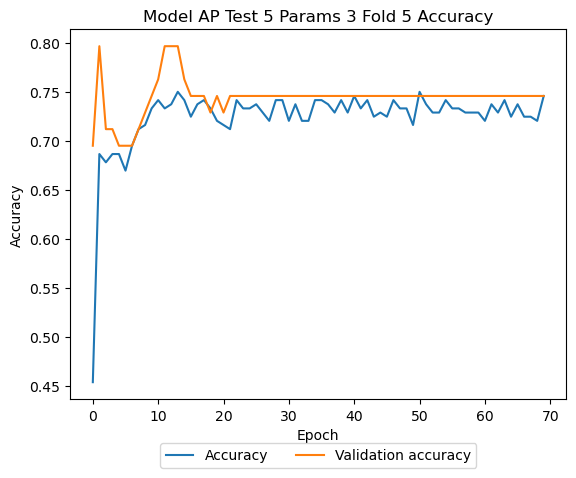 Model AP Test 5 Params 3 Fold 5 Accuracy
0.80
0.75
0.70
0.65
0.60
0.55
0.50
0.45
Accuracy
0 10 20 30 40 50 60 70
Epoch
Accuracy Validation accuracy